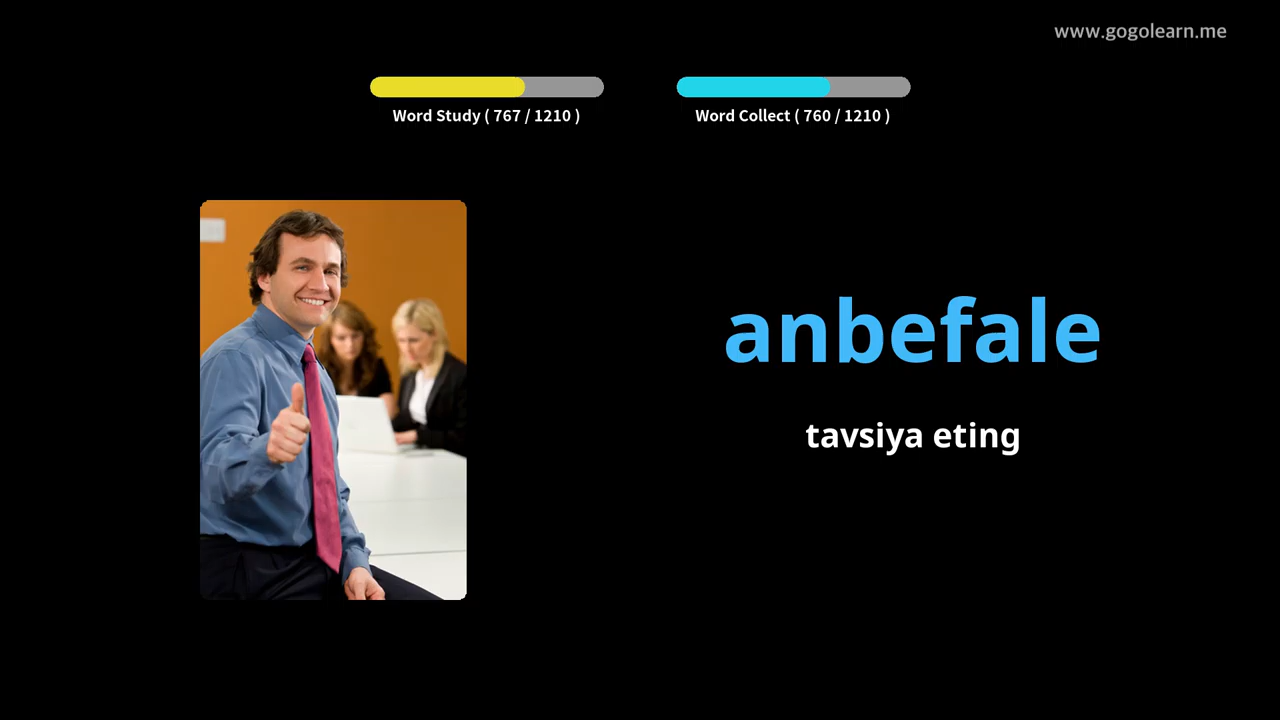 www.gogolearn.me
Word Study ( 767 / 1210 )
Word Collect ( 760 / 1210 )
anbefale
tavsiya eting